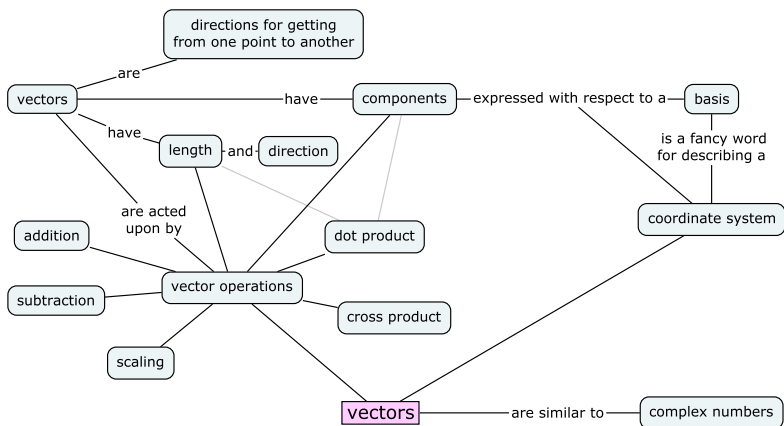 directions for getting
from one point to another
are
vectors
have
components
expressed with respect to a
basis
have
length
and
direction
is a fancy word
for describing a
are acted
upon by
coordinate system
addition
dot product
vector operations
subtraction
cross product
scaling
vectors
are similar to
complex numbers